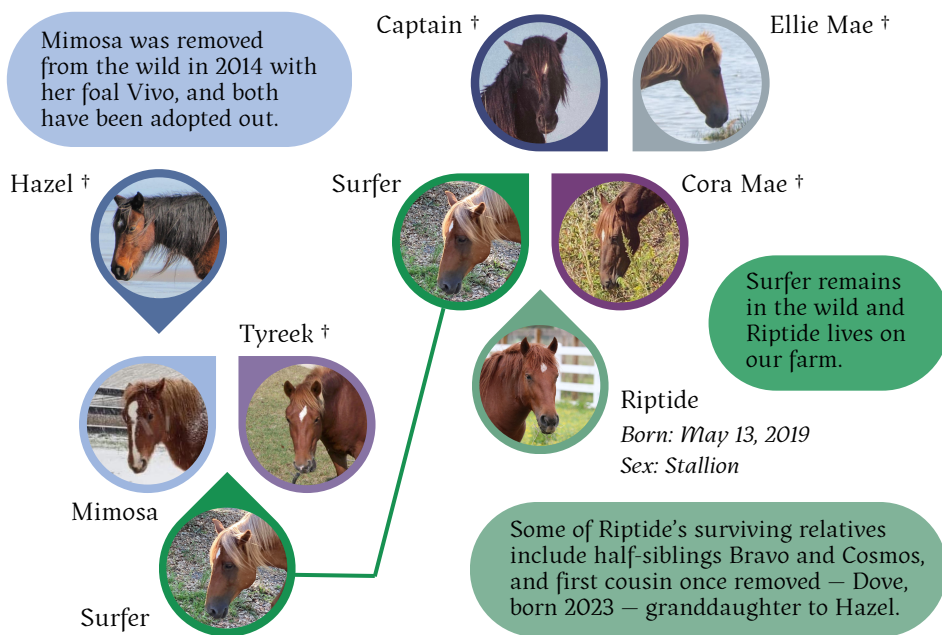 Mimosa was removed
from the wild in 2014 with
her foal Vivo, and both
have been adopted out.
Captain †
Ellie Mae †
Hazel †
Surfer
Cora Mae †
Surfer remains
in the wild and
Riptide lives on
our farm.
Tyreek †
Riptide
Born: May 13, 2019
Sex: Stallion
Mimosa
Surfer
Some of Riptide's surviving relatives
include half-siblings Bravo and Cosmos,
and first cousin once removed – Dove,
born 2023 – granddaughter to Hazel.